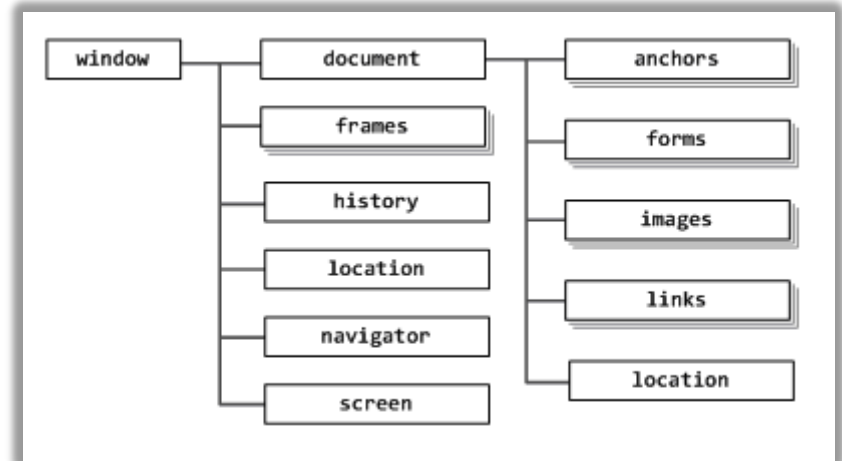 window
document
anchors
frames
forms
history
images
location
links
navigator
location
screen